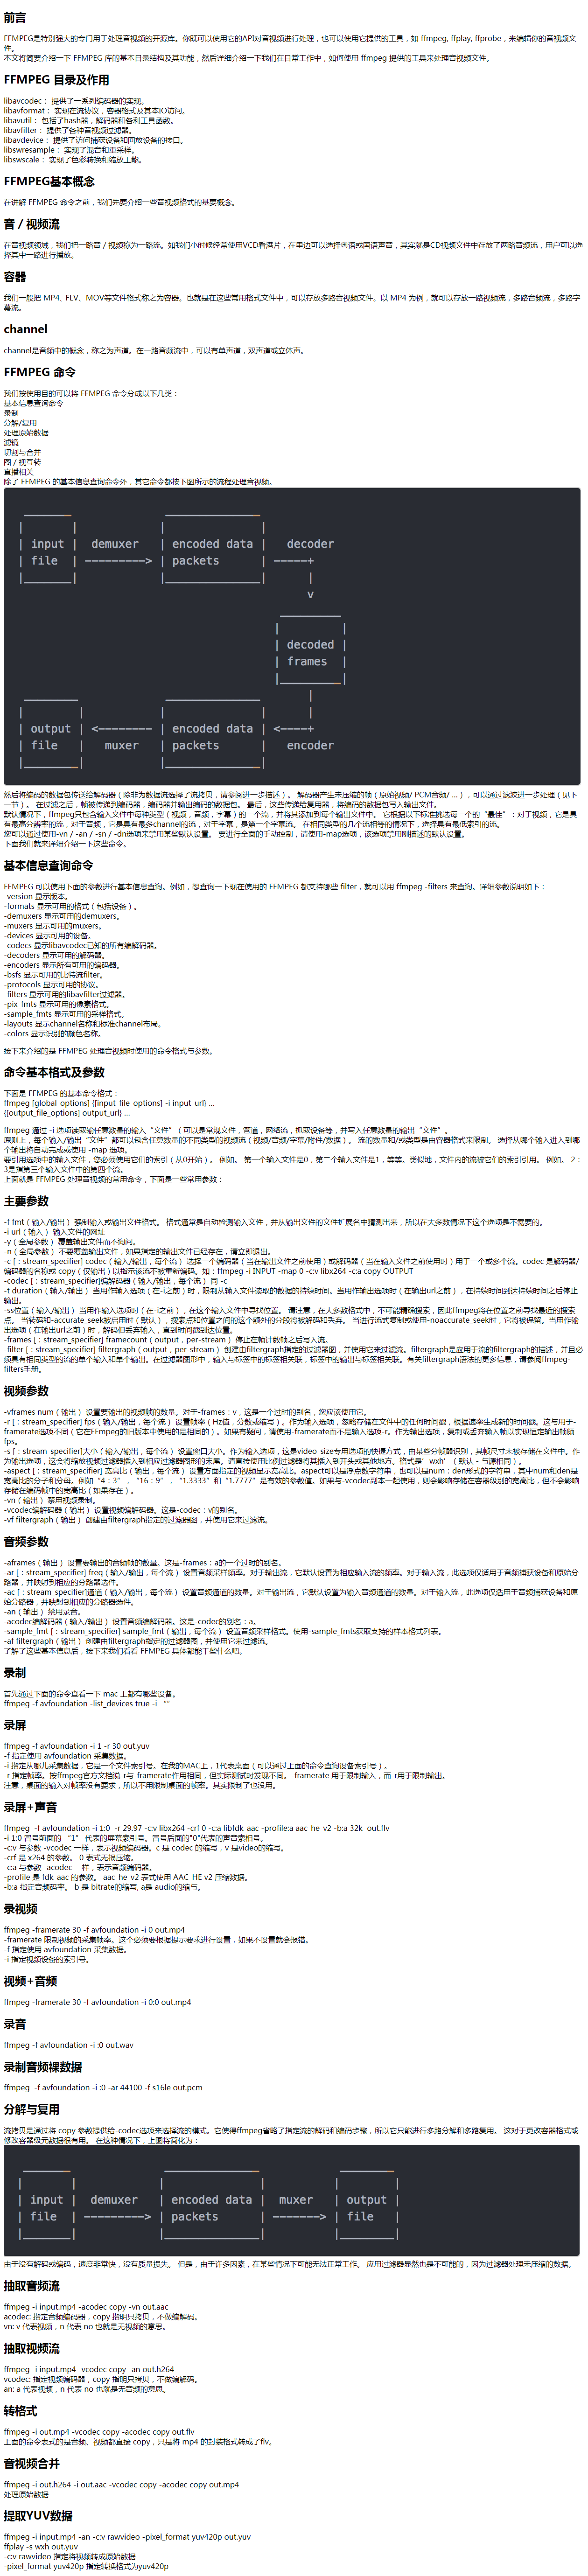 前言
FFMPEG是特别强大的专门用于处理音视频的开源库。你既可以使用它的API对音视频进行处理，也可以使用它提供的工具，如 ffmpeg, ffplay, ffprobe，来编辑你的音视频文件。
本文将简要介绍一下 FFMPEG 库的基本目录结构及其功能，然后详细介绍一下我们在日常工作中，如何使用 ffmpeg 提供的工具来处理音视频文件。
FFMPEG 目录及作用
libavcodec： 提供了一系列编码器的实现。
libavformat： 实现在流协议，容器格式及其本IO访问。
libavutil： 包括了hash器，解码器和各利工具函数。
libavfilter： 提供了各种音视频过滤器。
libavdevice： 提供了访问捕获设备和回放设备的接口。
libswresample： 实现了混音和重采样。
libswscale： 实现了色彩转换和缩放工能。
FFMPEG基本概念
在讲解 FFMPEG 命令之前，我们先要介绍一些音视频格式的基要概念。
音 / 视频流
在音视频领域，我们把一路音 / 视频称为一路流。如我们小时候经常使用VCD看港片，在里边可以选择粤语或国语声音，其实就是CD视频文件中存放了两路音频流，用户可以选择其中一路进行播放。
容器
我们一般把 MP4、FLV、MOV等文件格式称之为容器。也就是在这些常用格式文件中，可以存放多路音视频文件。以 MP4 为例，就可以存放一路视频流，多路音频流，多路字幕流。
channel
channel是音频中的概念，称之为声道。在一路音频流中，可以有单声道，双声道或立体声。
FFMPEG 命令
我们按使用目的可以将 FFMPEG 命令分成以下几类：
基本信息查询命令
录制
分解/复用
处理原始数据
滤镜
切割与合并
图 / 视互转
直播相关
除了 FFMPEG 的基本信息查询命令外，其它命令都按下图所示的流程处理音视频。
input file demuxer encoded data packets decoder
decoded frames
output file muxer encoded data packets encoder
然后将编码的数据包传送给解码器（除非为数据流选择了流拷贝，请参阅进一步描述）。 解码器产生未压缩的帧（原始视频/ PCM音频/ ...），可以通过滤波进一步处理（见下一节）。 在过滤之后，帧被传递到编码器，编码器并输出编码的数据包。 最后，这些传递给复用器，将编码的数据包写入输出文件。
默认情况下，ffmpeg只包含输入文件中每种类型（视频，音频，字幕）的一个流，并将其添加到每个输出文件中。 它根据以下标准挑选每一个的“最佳”：对于视频，它是具有最高分辨率的流，对于音频，它是具有最多channel的流，对于字幕，是第一个字幕流。 在相同类型的几个流相等的情况下，选择具有最低索引的流。
您可以通过使用-vn / -an / -sn / -dn选项来禁用某些默认设置。 要进行全面的手动控制，请使用-map选项，该选项禁用刚描述的默认设置。
下面我们就来详细介绍一下这些命令。
基本信息查询命令
FFMPEG 可以使用下面的参数进行基本信息查询。例如，想查询一下现在使用的 FFMPEG 都支持哪些 filter，就可以用 ffmpeg -filters 来查询。详细参数说明如下：
-version 显示版本。
-formats 显示可用的格式（包括设备）。
-demuxers 显示可用的demuxers。
-muxers 显示可用的muxers。
-devices 显示可用的设备。
-codecs 显示libavcodec已知的所有编解码器。
-decoders 显示可用的解码器。
-encoders 显示所有可用的编码器。
-bsfs 显示可用的比特流filter。
-protocols 显示可用的协议。
-filters 显示可用的libavfilter过滤器。
-pix_fmts 显示可用的像素格式。
-sample_fmts 显示可用的采样格式。
-layouts 显示channel名称和标准channel布局。
-colors 显示识别的颜色名称。
接下来介绍的是 FFMPEG 处理音视频时使用的命令格式与参数。
命令基本格式及参数
下面是 FFMPEG 的基本命令格式：
ffmpeg [global_options] {[input_file_options] -i input_url} ...
{[output_file_options] output_url} ...
ffmpeg 通过 -i 选项读取输任意数量的输入“文件”（可以是常规文件，管道，网络流，抓取设备等，并写入任意数量的输出“文件”。
原则上，每个输入/输出“文件”都可以包含任意数量的不同类型的视频流（视频/音频/字幕/附件/数据）。 流的数量和/或类型是由容器格式来限制。 选择从哪个输入进入到哪个输出将自动完成或使用 -map 选项。
要引用选项中的输入文件，您必须使用它们的索引（从0开始）。 例如。 第一个输入文件是0，第二个输入文件是1，等等。类似地，文件内的流被它们的索引引用。 例如。 2：3是指第三个输入文件中的第四个流。
上面就是 FFMPEG 处理音视频的常用命令，下面是一些常用参数：
主要参数
-f fmt（输入/输出） 强制输入或输出文件格式。 格式通常是自动检测输入文件，并从输出文件的文件扩展名中猜测出来，所以在大多数情况下这个选项是不需要的。
-i url（输入） 输入文件的网址
-y（全局参数） 覆盖输出文件而不询问。
-n（全局参数） 不要覆盖输出文件，如果指定的输出文件已经存在，请立即退出。
-c [：stream_specifier] codec（输入/输出，每个流） 选择一个编码器（当在输出文件之前使用）或解码器（当在输入文件之前使用时）用于一个或多个流。codec 是解码器/编码器的名称或 copy（仅输出）以指示该流不被重新编码。如：ffmpeg -i INPUT -map 0 -c:v libx264 -c:a copy OUTPUT
-codec [：stream_specifier]编解码器（输入/输出，每个流） 同 -c
-t duration（输入/输出） 当用作输入选项（在-i之前）时，限制从输入文件读取的数据的持续时间。当用作输出选项时（在输出url之前），在持续时间到达持续时间之后停止输出。
-ss位置（输入/输出）当用作输入选项时（在-i之前），在这个输入文件中寻找位置。 请注意，在大多数格式中，不可能精确搜索，因此ffmpeg将在位置之前寻找最近的搜索点。 当转码和-accurate_seek被启用时（默认），搜索点和位置之间的这个额外的分段将被解码和丢弃。 当进行流式复制或使用-noaccurate_seek时，它将被保留。当用作输出选项（在输出url之前）时，解码但丢弃输入，直到时间戳到达位置。
-frames [：stream_specifier] framecount（output，per-stream） 停止在帧计数帧之后写入流。
-filter [：stream_specifier] filtergraph（output，per-stream） 创建由filtergraph指定的过滤器图，并使用它来过滤流。filtergraph是应用于流的filtergraph的描述，并且必须具有相同类型的流的单个输入和单个输出。在过滤器图形中，输入与标签中的标签相关联，标签中的输出与标签相关联。有关filtergraph语法的更多信息，请参阅ffmpeg-filters手册。
视频参数
-vframes num（输出） 设置要输出的视频帧的数量。对于-frames：v，这是一个过时的别名，您应该使用它。
-r [：stream_specifier] fps（输入/输出，每个流） 设置帧率（Hz值，分数或缩写）。作为输入选项，忽略存储在文件中的任何时间戳，根据速率生成新的时间戳。这与用于-framerate选项不同（它在FFmpeg的旧版本中使用的是相同的）。如果有疑问，请使用-framerate而不是输入选项-r。作为输出选项，复制或丢弃输入帧以实现恒定输出帧频fps。
-s [：stream_specifier]大小（输入/输出，每个流） 设置窗口大小。作为输入选项，这是video_size专用选项的快捷方式，由某些分帧器识别，其帧尺寸未被存储在文件中。作为输出选项，这会将缩放视频过滤器插入到相应过滤器图形的末尾。请直接使用比例过滤器将其插入到开头或其他地方。格式是' wxh' （默认 - 与源相同）。
-aspect [：stream_specifier] 宽高比（输出，每个流）设置方面指定的视频显示宽高比。aspect可以是浮点数字符串，也可以是num：den形式的字符串，其中num和den是宽高比的分子和分母。例如“4：3”，“16：9”，“1.3333”和“1.7777”是有效的参数值。如果与-vcodec副本一起使用，则会影响存储在容器级别的宽高比，但不会影响存储在编码帧中的宽高比（如果存在）。
-vn（输出） 禁用视频录制。
-vcodec编解码器（输出） 设置视频编解码器。这是-codec：v的别名。
-vf filtergraph（输出） 创建由filtergraph指定的过滤器图，并使用它来过滤流。
音频参数
-aframes（输出） 设置要输出的音频帧的数量。这是-frames：a的一个过时的别名。
-ar [：stream_specifier] freq（输入/输出，每个流） 设置音频采样频率。对于输出流，它默认设置为相应输入流的频率。对于输入流，此选项仅适用于音频捕获设备和原始分路器，并映射到相应的分路器选件。
-ac [：stream_specifier]通道（输入/输出，每个流） 设置音频通道的数量。对于输出流，它默认设置为输入音频通道的数量。对于输入流，此选项仅适用于音频捕获设备和原始分路器，并映射到相应的分路器选件。
-an（输出） 禁用录音。
-acodec编解码器（输入/输出） 设置音频编解码器。这是-codec的别名：a。
-sample_fmt [：stream_specifier] sample_fmt（输出，每个流） 设置音频采样格式。使用-sample_fmts获取支持的样本格式列表。
-af filtergraph（输出） 创建由filtergraph指定的过滤器图，并使用它来过滤流。
了解了这些基本信息后，接下来我们看看 FFMPEG 具体都能干些什么吧。
录制
首先通过下面的命令查看一下 mac 上都有哪些设备。
ffmpeg -f avfoundation -list_devices true -i “”
录屏
ffmpeg -f avfoundation -i 1 -r 30 out.yuv
-f 指定使用 avfoundation 采集数据。
-i 指定从哪儿采集数据，它是一个文件索引号。在我的MAC上，1代表桌面（可以通过上面的命令查询设备索引号）。
-r 指定帧率。按ffmpeg官方文档说-r与-framerate作用相同，但实际测试时发现不同。-framerate 用于限制输入，而-r用于限制输出。
注意，桌面的输入对帧率没有要求，所以不用限制桌面的帧率。其实限制了也没用。
录屏+声音
ffmpeg -f avfoundation -i 1:0 -r 29.97 -c:v libx264 -crf 0 -c:a libfdk_aac -profile:a aac_he_v2 -b:a 32k out.flv
-i 1:0 冒号前面的 “1” 代表的屏幕索引号。冒号后面的"0"代表的声音索相号。
-c:v 与参数 -vcodec 一样，表示视频编码器。c 是 codec 的缩写，v 是video的缩写。
-crf 是 x264 的参数。 0 表式无损压缩。
-c:a 与参数 -acodec 一样，表示音频编码器。
-profile 是 fdk_aac 的参数。 aac_he_v2 表式使用 AAC_HE v2 压缩数据。
-b:a 指定音频码率。 b 是 bitrate的缩写, a是 audio的缩与。
录视频
ffmpeg -framerate 30 -f avfoundation -i 0 out.mp4
-framerate 限制视频的采集帧率。这个必须要根据提示要求进行设置，如果不设置就会报错。
-f 指定使用 avfoundation 采集数据。
-i 指定视频设备的索引号。
视频+音频
ffmpeg -framerate 30 -f avfoundation -i 0:0 out.mp4
录音
ffmpeg -f avfoundation -i :0 out.wav
录制音频裸数据
ffmpeg -f avfoundation -i :0 -ar 44100 -f s16le out.pcm
分解与复用
流拷贝是通过将 copy 参数提供给-codec选项来选择流的模式。它使得ffmpeg省略了指定流的解码和编码步骤，所以它只能进行多路分解和多路复用。 这对于更改容器格式或修改容器级元数据很有用。 在这种情况下，上图将简化为：
input file demuxer encoded data packets muxer output file
由于没有解码或编码，速度非常快，没有质量损失。 但是，由于许多因素，在某些情况下可能无法正常工作。 应用过滤器显然也是不可能的，因为过滤器处理未压缩的数据。
抽取音频流
ffmpeg -i input.mp4 -acodec copy -vn out.aac
acodec: 指定音频编码器，copy 指明只拷贝，不做编解码。
vn: v 代表视频，n 代表 no 也就是无视频的意思。
抽取视频流
ffmpeg -i input.mp4 -vcodec copy -an out.h264
vcodec: 指定视频编码器，copy 指明只拷贝，不做编解码。
an: a 代表视频，n 代表 no 也就是无音频的意思。
转格式
ffmpeg -i out.mp4 -vcodec copy -acodec copy out.flv
上面的命令表式的是音频、视频都直接 copy，只是将 mp4 的封装格式转成了flv。
音视频合并
ffmpeg -i out.h264 -i out.aac -vcodec copy -acodec copy out.mp4
处理原始数据
提取YUV数据
ffmpeg -i input.mp4 -an -c:v rawvideo -pixel_format yuv420p out.yuv
ffplay -s wxh out.yuv
-c:v rawvideo 指定将视频转成原始数据
-pixel_format yuv420p 指定转换格式为yuv420p